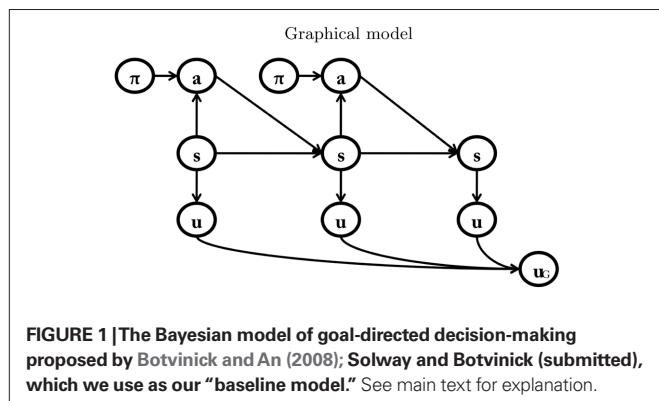 Graphical model
π a π a
s s s
u u u
u_G
FIGURE 1 | The Bayesian model of goal-directed decision-making
proposed by Botvinick and An (2008); Solway and Botvinick (submitted),
which we use as our “baseline model.” See main text for explanation.